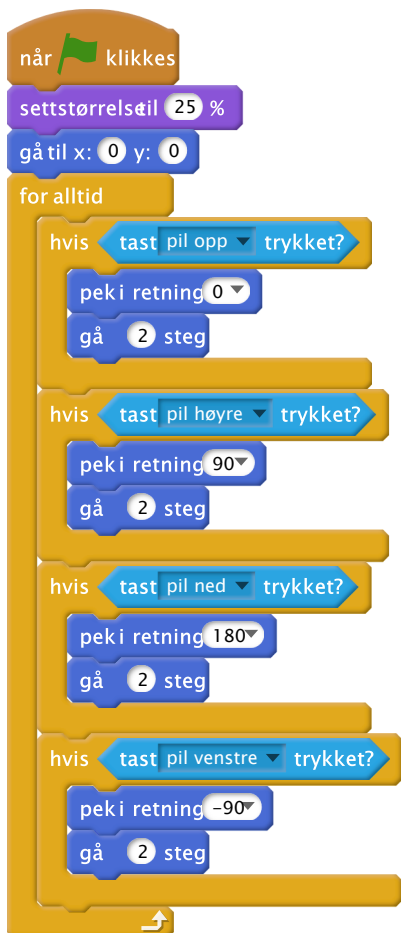 når klikkes
settstørrelse til 25 %
gå til x: 0 y: 0
for alltid
hvis tast pil opp trykket?
pek i retning 0
gå 2 steg
hvis tast pil høyre trykket?
pek i retning 90
gå 2 steg
hvis tast pil ned trykket?
pek i retning 180
gå 2 steg
hvis tast pil venstre trykket?
pek i retning -90
gå 2 steg